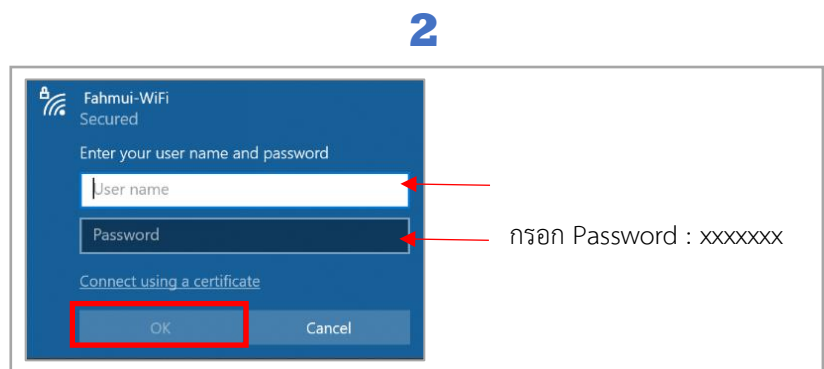 2
Fahmui-WiFi
Secured
Enter your user name and password
User name
Password
กรอก Password : xxxxxxx
Connect using a certificate
OK
Cancel